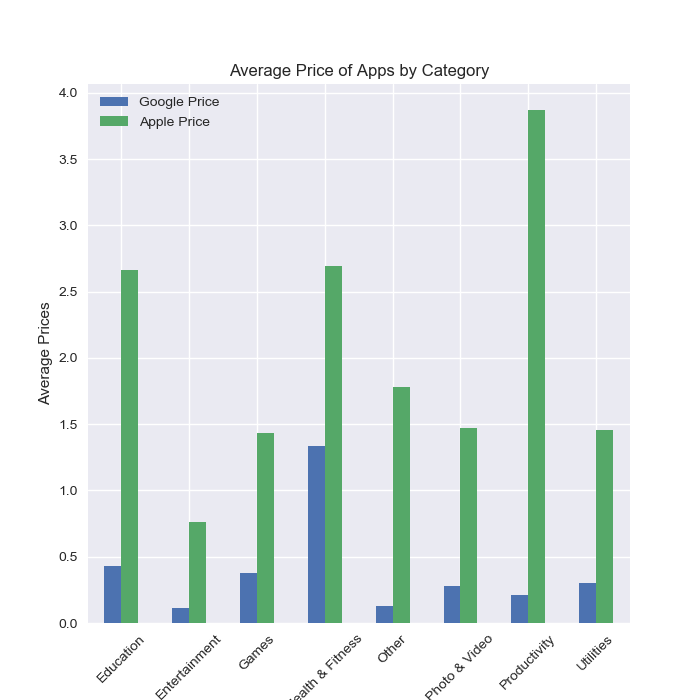 Average Price of Apps by Category
Google Price
Apple Price
4.0
3.5
3.0
2.5
2.0
1.5
1.0
0.5
0.0
Average Prices
Education
Entertainment
Games
ealth & Fitness
Other
Photo & Video
Productivity
Utilities